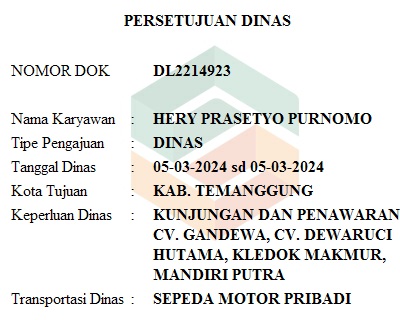 PERSETUJUAN DINAS
NOMOR DOK DL2214923
Nama Karyawan : HERY PRASETYO PURNOMO
Tipe Pengajuan : DINAS
Tanggal Dinas : 05-03-2024 sd 05-03-2024
Kota Tujuan : KAB. TEMANGGUNG
Keperluan Dinas : KUNJUNGAN DAN PENAWARAN
CV. GANDEWA, CV. DEWARUCI
HUTAMA, KLEDOK MAKMUR,
MANDIRI PUTRA
Transportasi Dinas : SEPEDA MOTOR PRIBADI